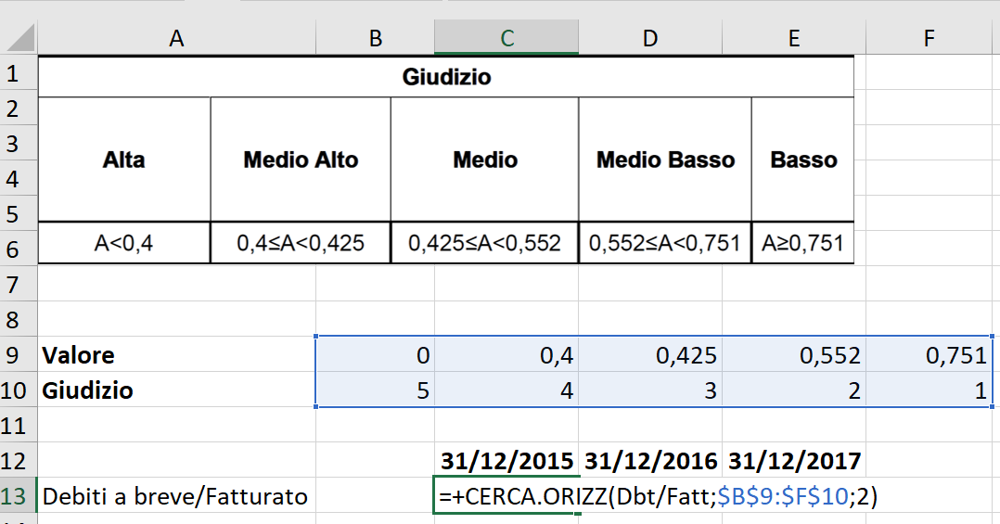 A B C D E F
1 Giudizio
2
3 Alta Medio Alto Medio Medio Basso Basso
4
5
6 A<0,4 0,4≤A<0,425 0,425≤A<0,552 0,552≤A<0,751 A≥0,751
7
8
9 Valore 0 0,4 0,425 0,552 0,751
10 Giudizio 5 4 3 2 1
11
12 31/12/2015 31/12/2016 31/12/2017
13 Debiti a breve/Fatturato =+CERCA.ORIZZ(Dbt/Fatt;$B$9:$F$10;2)